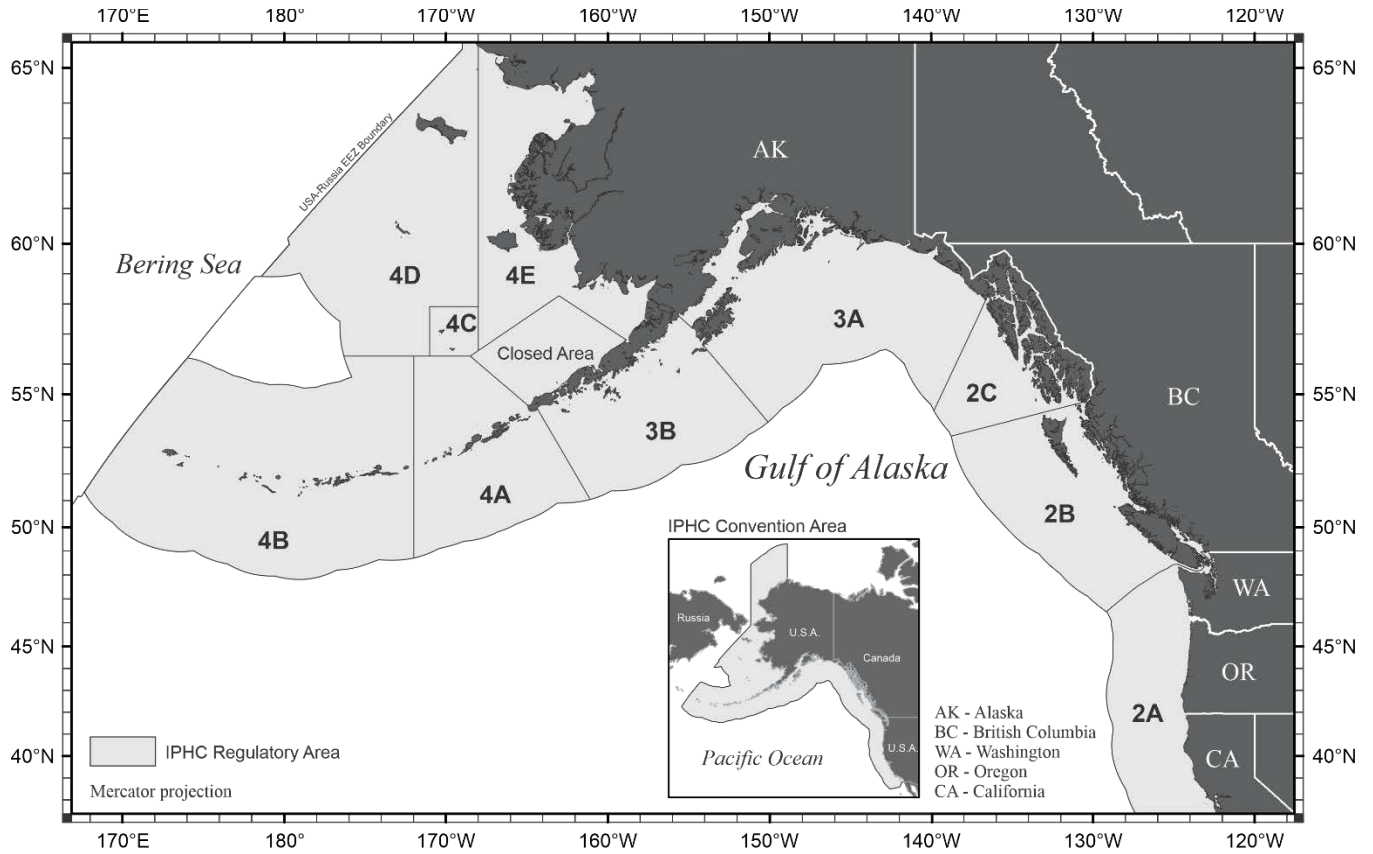 170°E 180° 170°W 160°W 150°W 140°W 130°W 120°W
65°N 65°N
USA-Russia EEZ Boundary
AK
60°N 60°N
Bering Sea
4D
4E
4C
3A
Closed Area
55°N 55°N
2C
BC
3B
Gulf of Alaska
4A
2B
50°N 50°N
4B
IPHC Convention Area
WA
Russia
U.S.A.
Canada
45°N 45°N
OR
2A
AK - Alaska
BC - British Columbia
WA - Washington
OR - Oregon
CA - California
U.S.A.
Pacific Ocean
CA
IPHC Regulatory Area
40°N 40°N
Mercator projection
170°E 180° 170°W 160°W 150°W 140°W 130°W 120°W